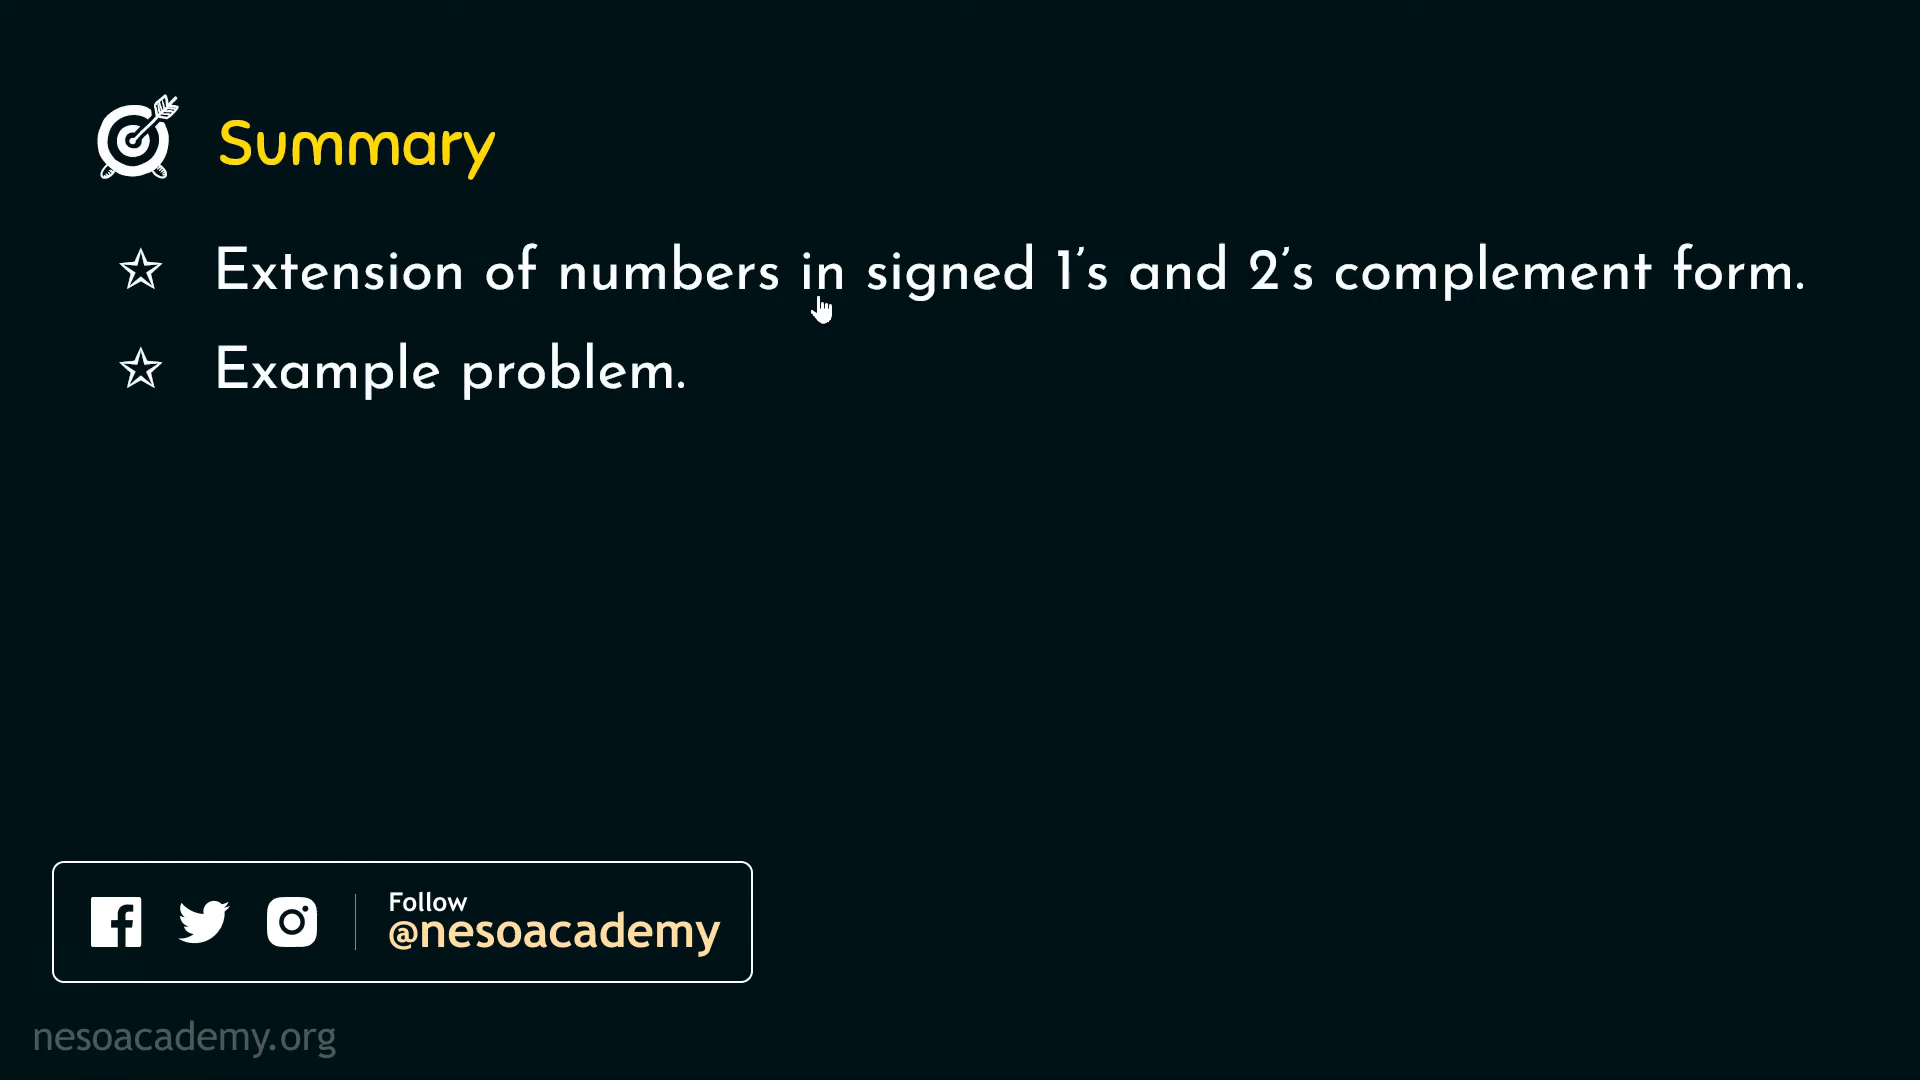 Summary
Extension of numbers in signed 1’s and 2’s complement form.
Example problem.
Follow
@nesoacademy
nesoacademy.org